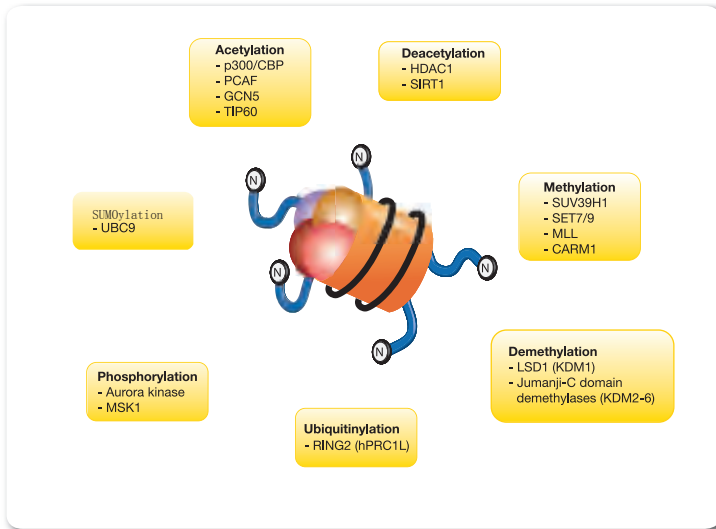 Acetylation
- p300/CBP
- PCAF
- GCN5
- TIP60
Deacetylation
- HDAC1
- SIRT1
N
N
SUMOylation
- UBC9
Methylation
- SUV39H1
- SET7/9
- MLL
- CARM1
N
N
N
Demethylation
- LSD1 (KDM1)
- Jumanji-C domain
demethylases (KDM2-6)
Phosphorylation
- Aurora kinase
- MSK1
Ubiquitinylation
- RING2 (hPRC1L)